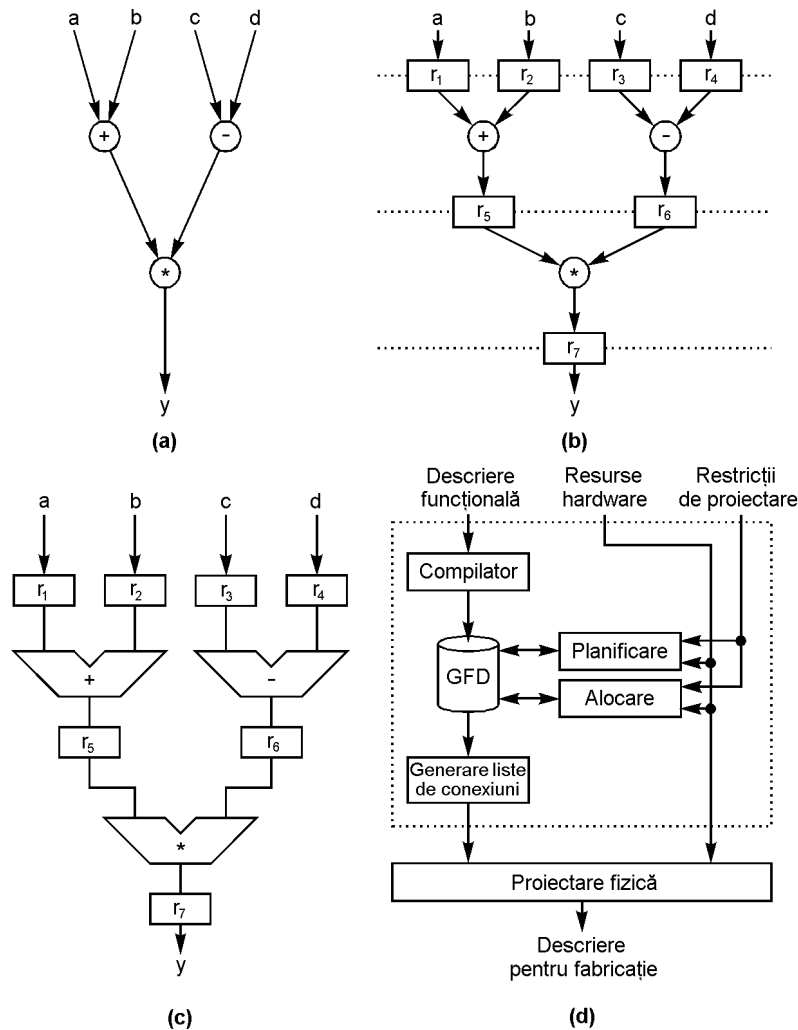 a b c d
+ -
*
y
(a)
a b c d
r1 r2 r3 r4
+ -
r5 r6
*
r7
y
(b)
a b c d
r1 r2 r3 r4
+ -
r5 r6
*
r7
y
(c)
Descriere
funcțională
Resurse
hardware
Restricții
de proiectare
Compilator
GFD
Planificare
Alocare
Generare liste
de conexiuni
Proiectare fizică
Descriere
pentru fabricație
(d)